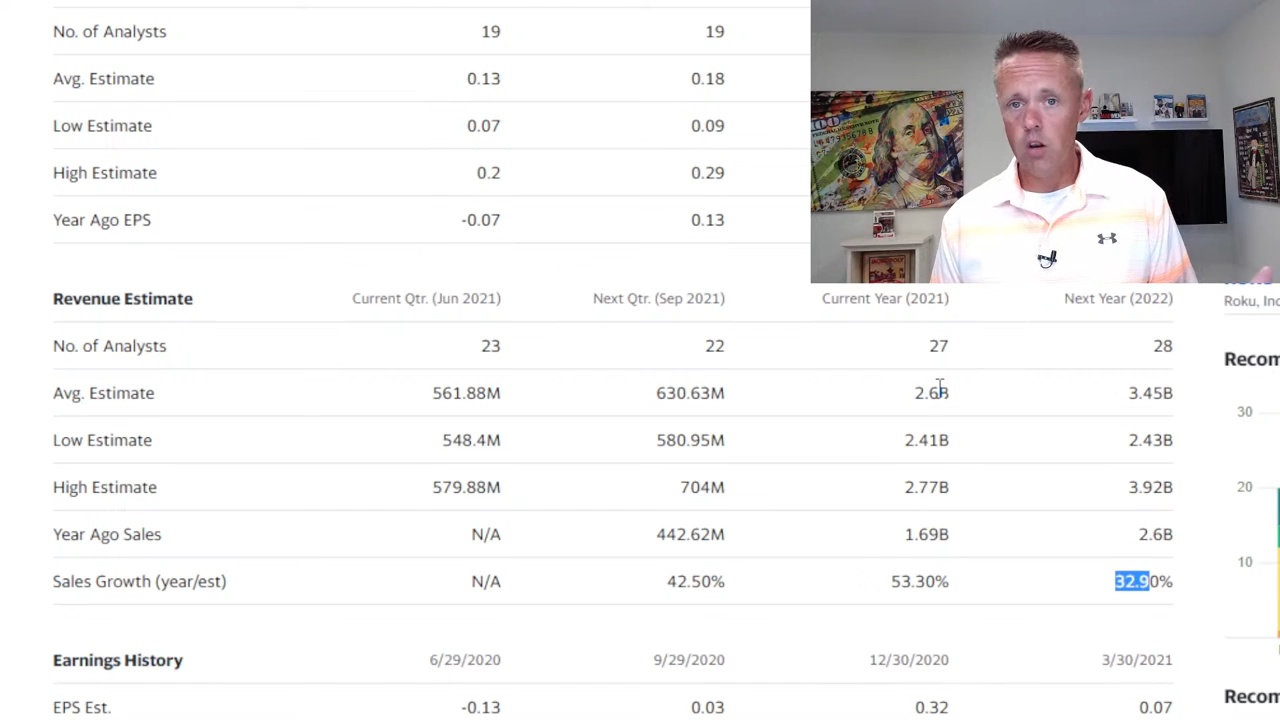 No. of Analysts 19 19
Avg. Estimate 0.13 0.18
Low Estimate 0.07 0.09
High Estimate 0.2 0.29
Year Ago EPS -0.07 0.13
Revenue Estimate Current Qtr. (Jun 2021) Next Qtr. (Sep 2021) Current Year (2021) Next Year (2022)
No. of Analysts 23 22 27 28
Avg. Estimate 561.88M 630.63M 2.6B 3.45B
Low Estimate 548.4M 580.95M 2.41B 2.43B
High Estimate 579.88M 704M 2.77B 3.92B
Year Ago Sales N/A 442.62M 1.69B 2.6B
Sales Growth (year/est) N/A 42.50% 53.30% 32.90%
Earnings History 6/29/2020 9/29/2020 12/30/2020 3/30/2021
EPS Est. -0.13 0.03 0.32 0.07
Roku, Inc
Recom
30
20
10
Recom
100
MONOPOLY